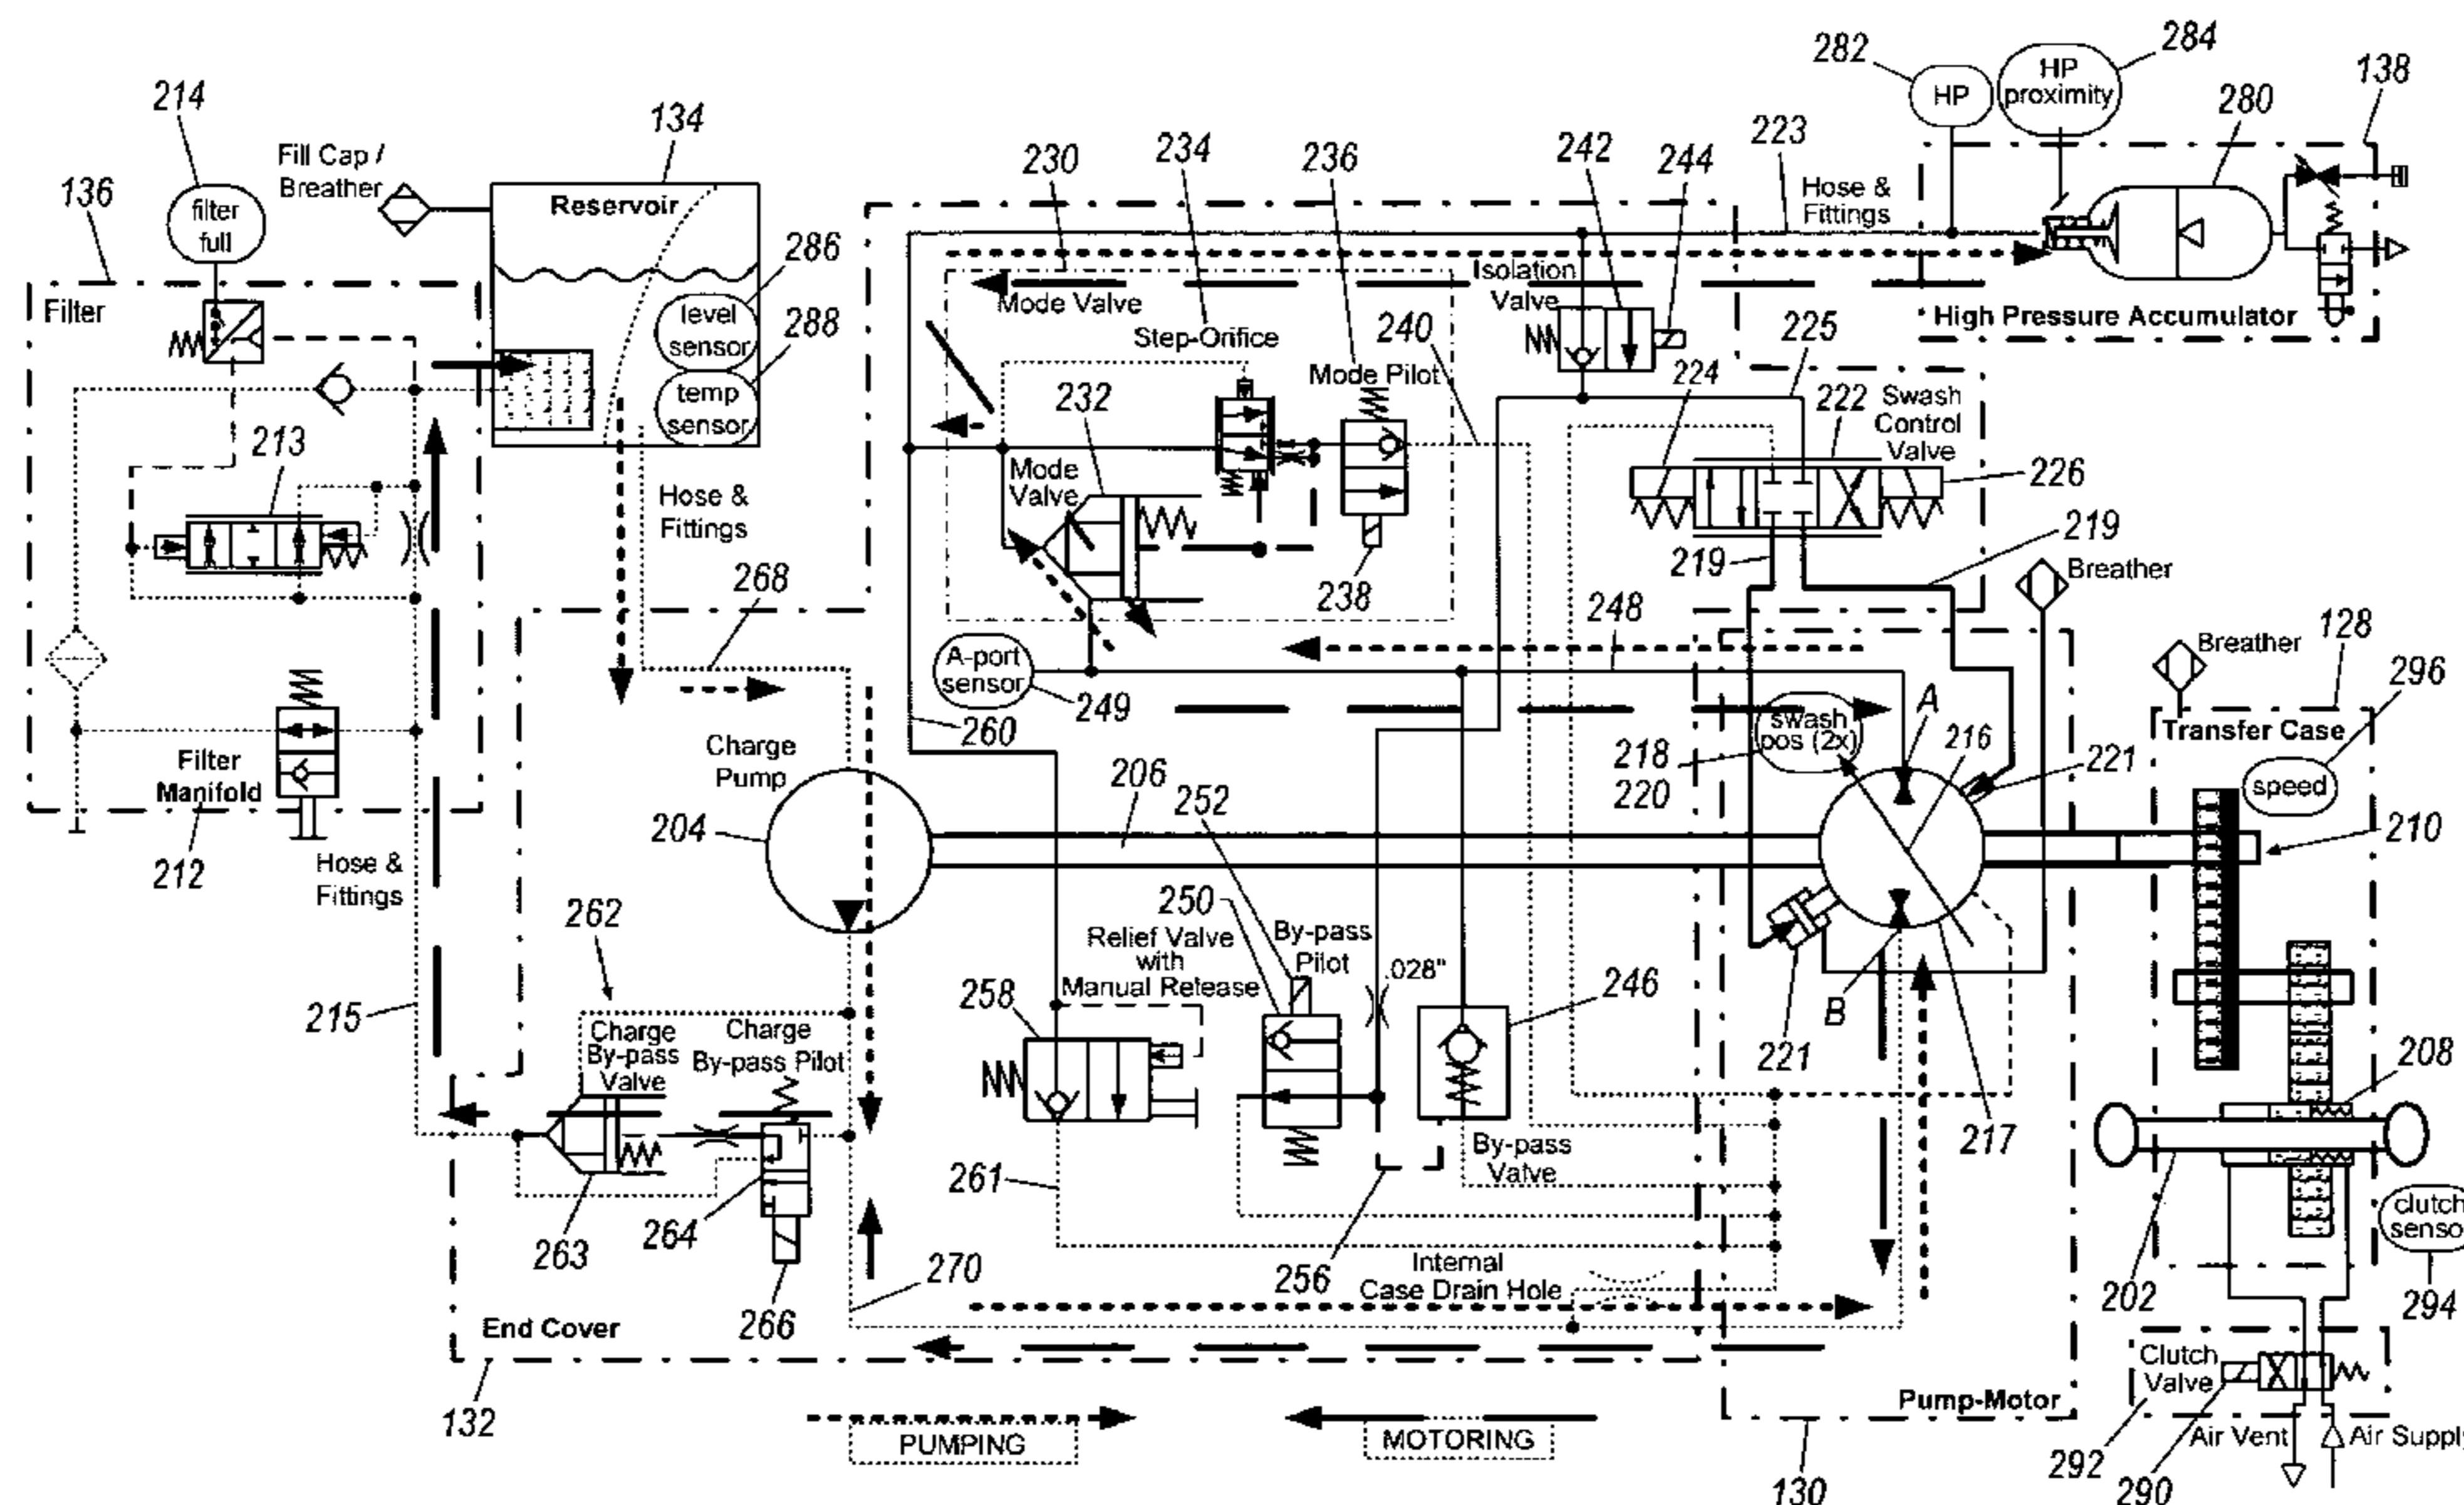 214
Fill Cap /
Breather
134
136
filter
full
Reservoir
Filter
286
level
sensor
288
temp
sensor
213
Hose &
Fittings
268
Filter
Manifold
212
Hose &
Fittings
215
230
234
236
Mode Valve
Step-Orifice
Mode Pilot
240
Mode
Valve
232
238
242
244
Isolation
Valve
223
Hose &
Fittings
282
HP
284
HP
proximity
280
138
High Pressure Accumulator
225
224
222
Swash
Control
Valve
226
219
219
Breather
248
A-port
sensor
249
260
Charge
Pump
204
206
252
250
By-pass
Pilot
.028"
Relief Valve
with
Manual Release
258
246
By-pass
Valve
261
256
Internal
Case Drain Hole
262
Charge
By-pass
Valve
Charge
By-pass Pilot
263
264
266
270
End Cover
132
swash
pos (2x)
218
220
A
216
221
B
221
217
Pump-Motor
130
Breather
128
Transfer Case
296
speed
210
208
202
clutch
294
Clutch
Valve
292
290
Air Vent
Air Supply
PUMPING
MOTORING